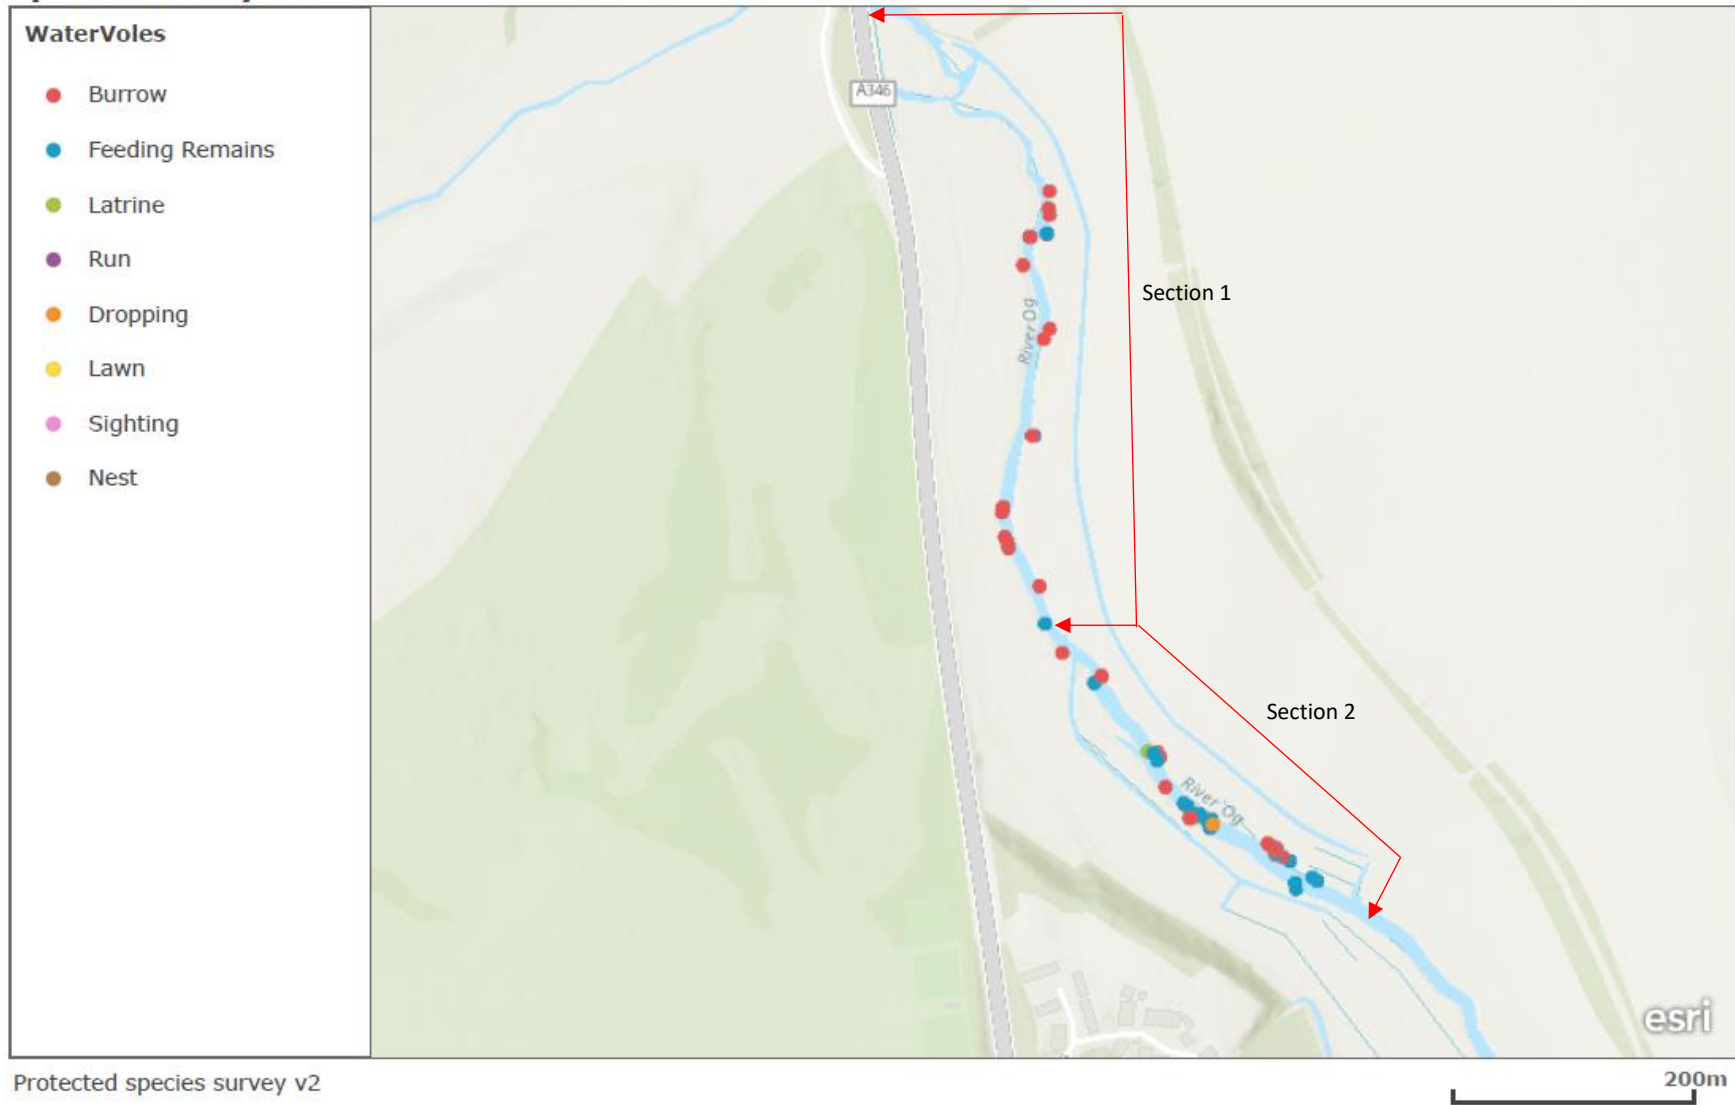 WaterVoles
Burrow
Feeding Remains
Latrine
Run
Dropping
Lawn
Sighting
Nest
A346
Section 1
River Og
Section 2
River Og
esri
Protected species survey v2
200m